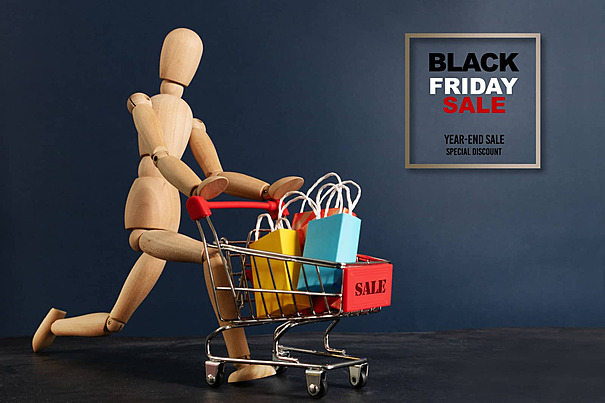 BLACK
FRIDAY
SALE
YEAR-END SALE
SPECIAL DISCOUNT
SALE